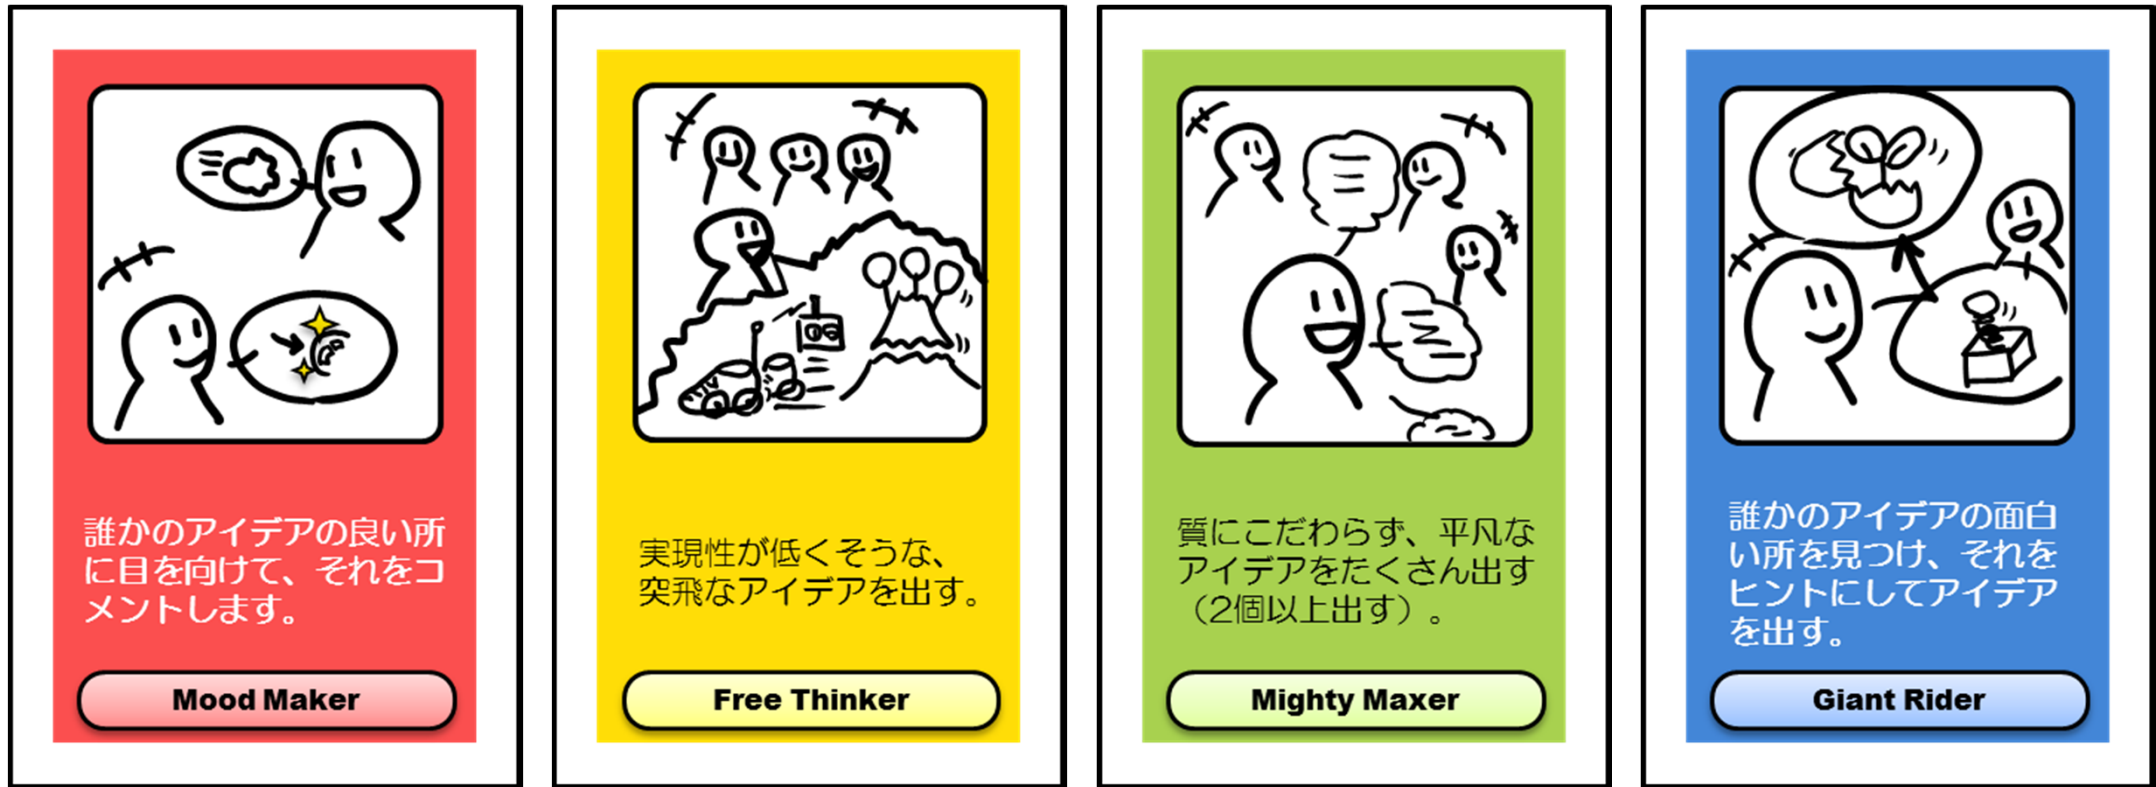 誰かのアイデアの良い所
に目を向けて、それをコ
メントします。
Mood Maker
実現性が低くそうな、
突飛なアイデアを出す。
Free Thinker
質にこだわらず、平凡な
アイデアをたくさん出す
（2個以上出す）。
Mighty Maxer
誰かのアイデアの面白
い所を見つけ、それを
ヒントにしてアイデア
を出す。
Giant Rider